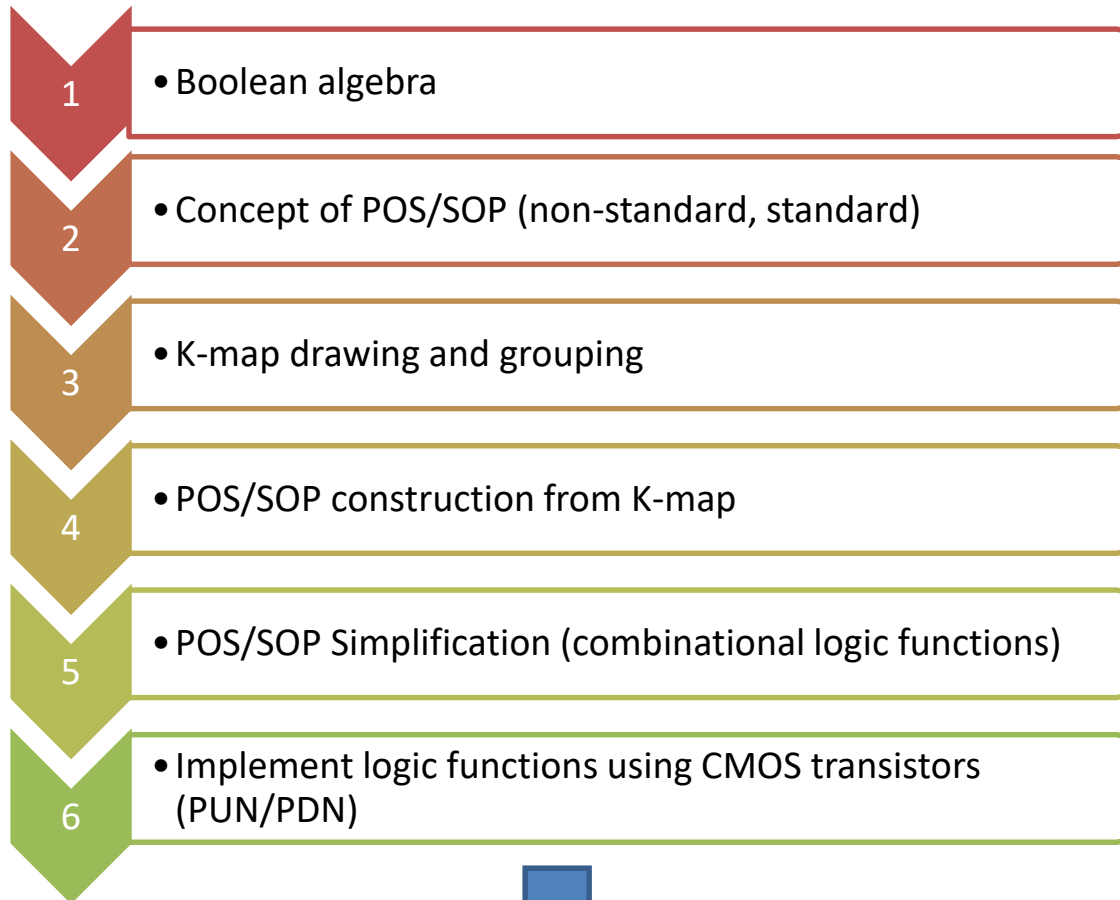 1
•Boolean algebra
2
•Concept of POS/SOP (non-standard, standard)
3
•K-map drawing and grouping
4
•POS/SOP construction from K-map
5
•POS/SOP Simplification (combinational logic functions)
6
•Implement logic functions using CMOS transistors
(PUN/PDN)